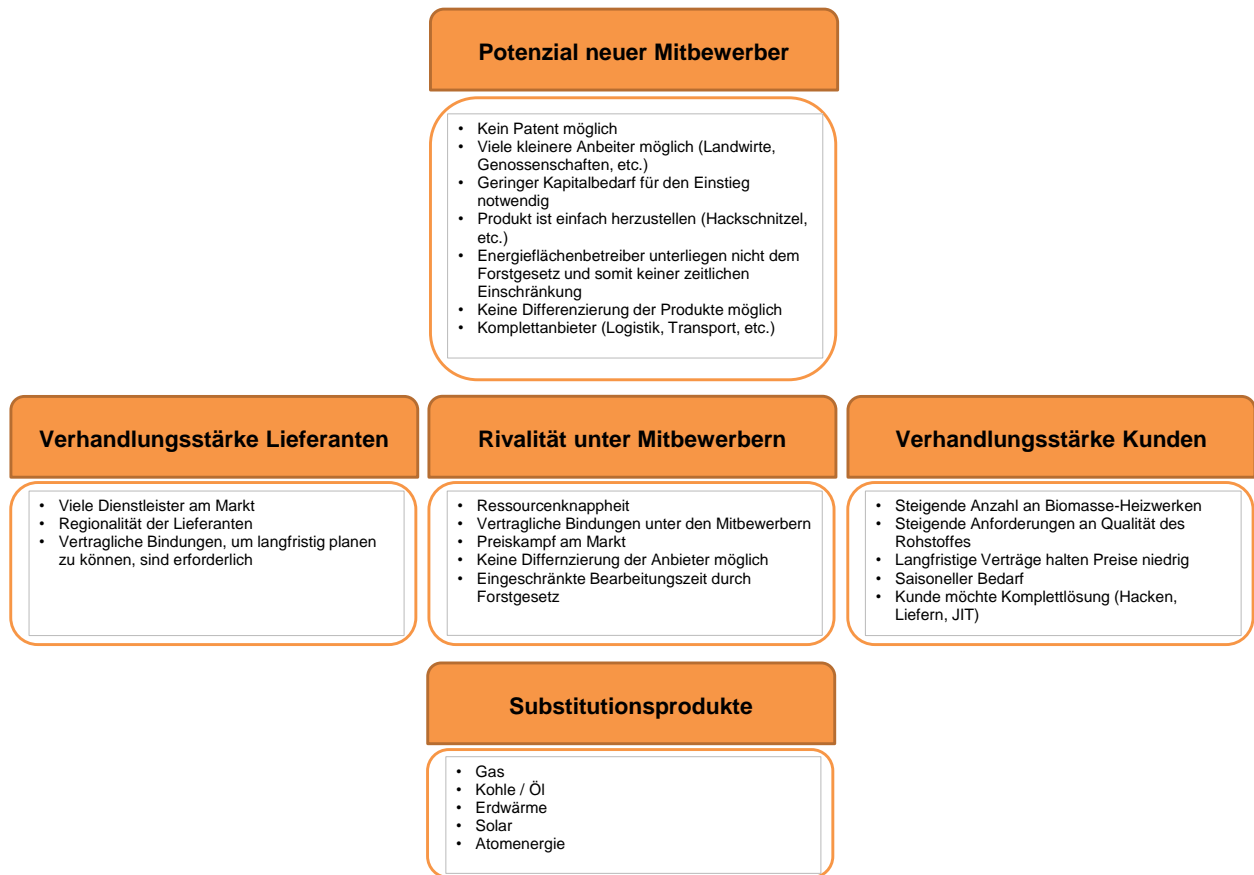 Potenzial neuer Mitbewerber
• Kein Patent möglich
• Viele kleinere Anbeiter möglich (Landwirte,
Genossenschaften, etc.)
• Geringer Kapitalbedarf für den Einstieg
notwendig
• Produkt ist einfach herzustellen (Hackschnitzel,
etc.)
• Energieflächenbetreiber unterliegen nicht dem
Forstgesetz und somit keiner zeitlichen
Einschränkung
• Keine Differenzierung der Produkte möglich
• Komplettanbieter (Logistik, Transport, etc.)
Verhandlungsstärke Lieferanten
• Viele Dienstleister am Markt
• Regionalität der Lieferanten
• Vertragliche Bindungen, um langfristig planen
zu können, sind erforderlich
Rivalität unter Mitbewerbern
• Ressourcenknappheit
• Vertragliche Bindungen unter den Mitbewerbern
• Preiskampf am Markt
• Keine Differnzierung der Anbieter möglich
• Eingeschränkte Bearbeitungszeit durch
Forstgesetz
Verhandlungsstärke Kunden
• Steigende Anzahl an Biomasse-Heizwerken
• Steigende Anforderungen an Qualität des
Rohstoffes
• Langfristige Verträge halten Preise niedrig
• Saisoneller Bedarf
• Kunde möchte Komplettlösung (Hacken,
Liefern, JIT)
Substitutionsprodukte
• Gas
• Kohle / Öl
• Erdwärme
• Solar
• Atomenergie